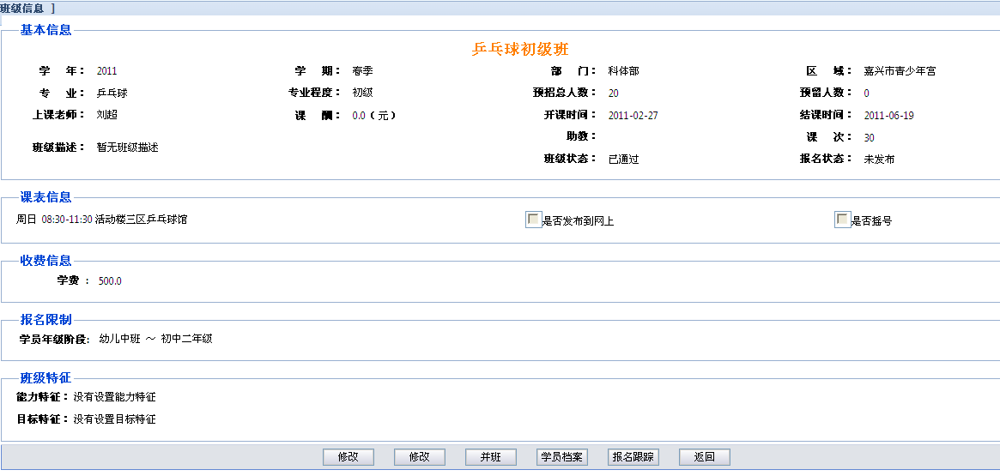 班级信息 ]
基本信息
乒乓球初级班
学 年： 2011 学 期： 春季 部 门： 科体部 区 域： 嘉兴市青少年宫
专 业： 乒乓球 专业程度： 初级 预招总人数： 20 预留人数： 0
上课老师： 刘超 课 酬： 0.0（元） 开课时间： 2011-02-27 结课时间： 2011-06-19
助教： 课 次： 30
班级描述： 暂无班级描述
班级状态： 已通过 报名状态： 未发布
课表信息
周日 08:30-11:30 活动楼三区乒乓球馆 是否发布到网上 是否摇号
收费信息
学费 ： 500.0
报名限制
学员年级阶段: 幼儿中班 ～ 初中二年级
班级特征
能力特征： 没有设置能力特征
目标特征： 没有设置目标特征
修改 修改 并班 学员档案 报名跟踪 返回